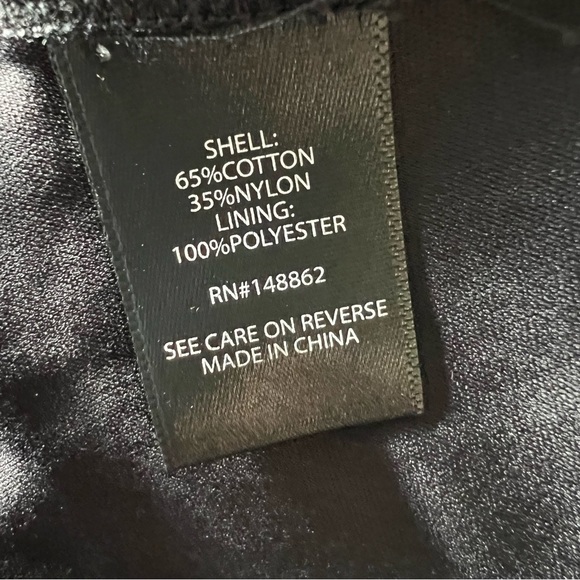 SHELL:
65%COTTON
35%NYLON
LINING:
100%POLYESTER
RN#148862
SEE CARE ON REVERSE
MADE IN CHINA